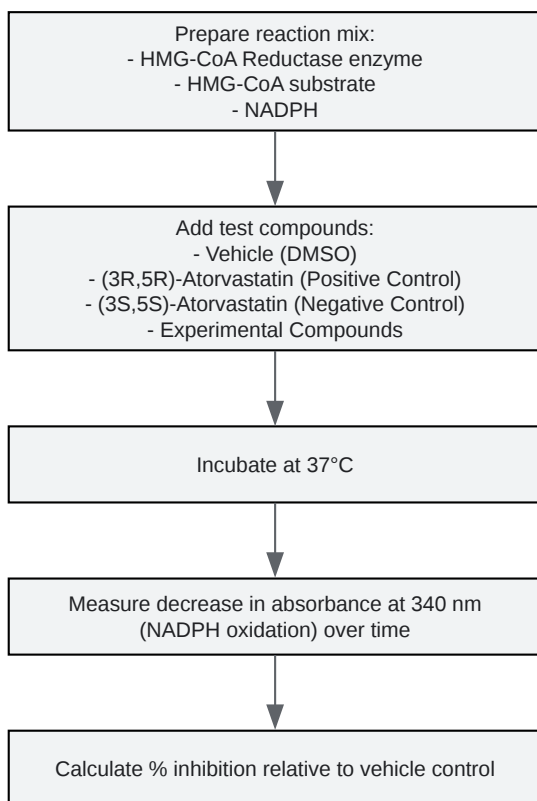 Prepare reaction mix:
- HMG-CoA Reductase enzyme
- HMG-CoA substrate
- NADPH
Add test compounds:
- Vehicle (DMSO)
- (3R,5R)-Atorvastatin (Positive Control)
- (3S,5S)-Atorvastatin (Negative Control)
- Experimental Compounds
Incubate at 37°C
Measure decrease in absorbance at 340 nm
(NADPH oxidation) over time
Calculate % inhibition relative to vehicle control